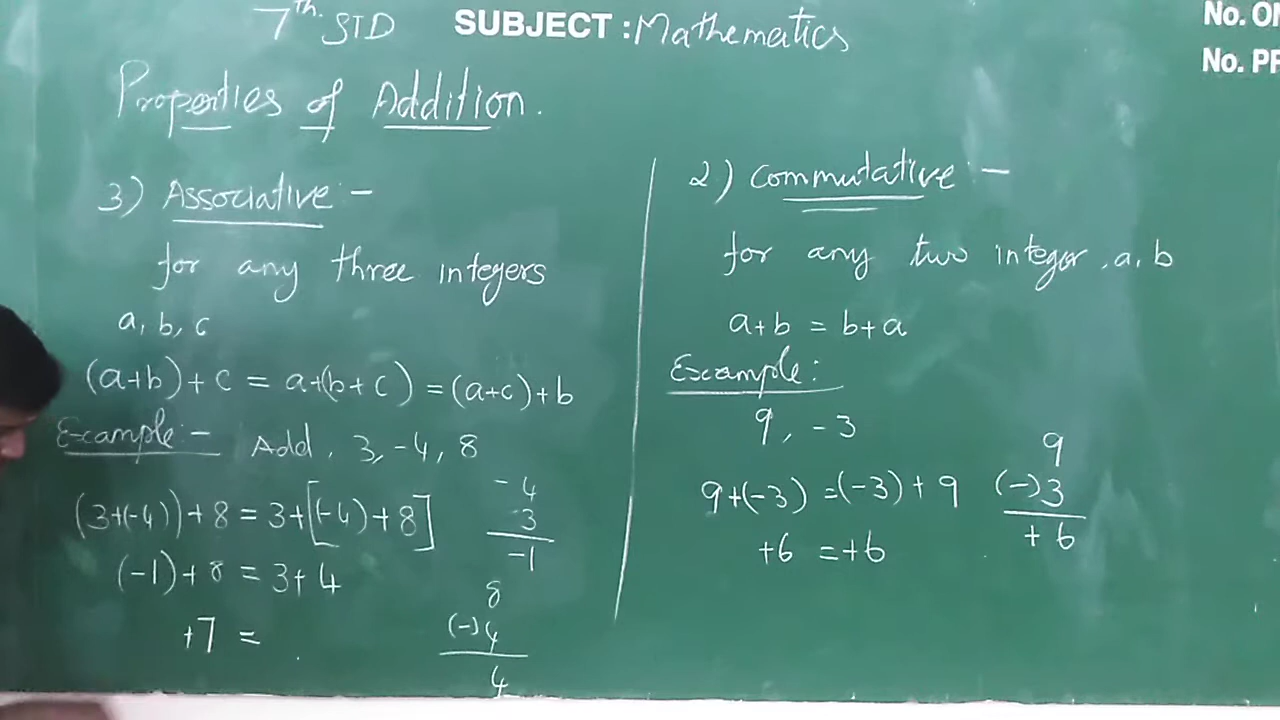 7th. STD SUBJECT : Mathematics
No. OF
No. PR
Properties of Addition.
3) Associative :-
for any three integers
a, b, c
(a+b)+c = a+(b+c) = (a+c)+b
Example:- Add, 3, -4, 8
(3+(-4))+8 = 3+[(-4)+8]
(-1)+8 = 3+4
+7 =
-4
3
-1
8
(-)4
4
2) Commutative :-
for any two integer, a, b
a+b = b+a
Example:
9, -3
9+(-3) = (-3)+9
+6 = +6
9
(-)3
+6